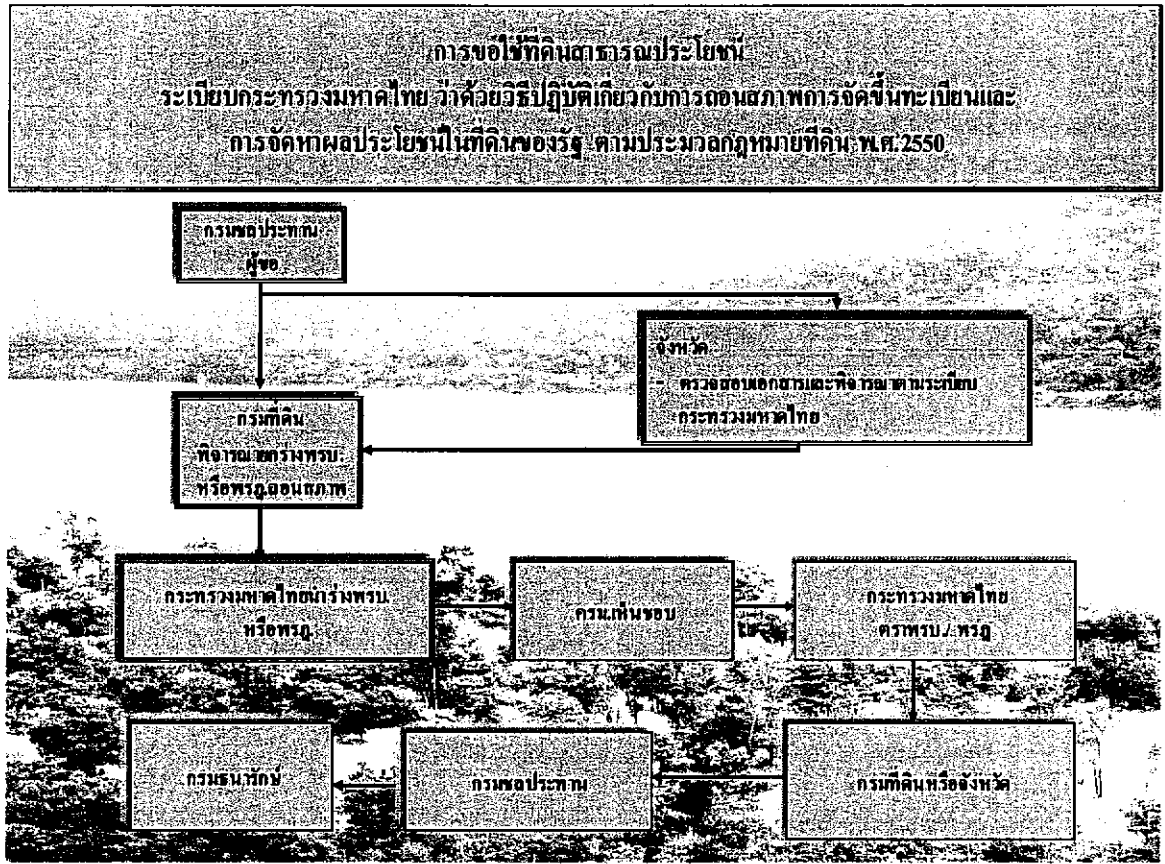 การขอใช้ที่ดินสาธารณประโยชน์
ระเบียบกระทรวงมหาดไทย ว่าด้วยวิธีปฏิบัติเกี่ยวกับการถอนสภาพการจัดขึ้นทะเบียนและ
การจัดหาผลประโยชน์ในที่ดินของรัฐ ตามประมวลกฎหมายที่ดิน พ.ศ.2550
กรมชลประทาน
ผู้ขอ
จังหวัด
- ตรวจสอบเอกสารและพิจารณาตามระเบียบ
กระทรวงมหาดไทย
กรมที่ดิน
พิจารณายกร่างพรบ.
หรือพรฎ.ถอนสภาพ
กระทรวงมหาดไทยนำร่างพรบ.
หรือพรฎ.
ครม.เห็นชอบ
กระทรวงมหาดไทย
ตราพรบ./ พรฎ
กรมธนารักษ์
กรมชลประทาน
กรมที่ดินหรือจังหวัด